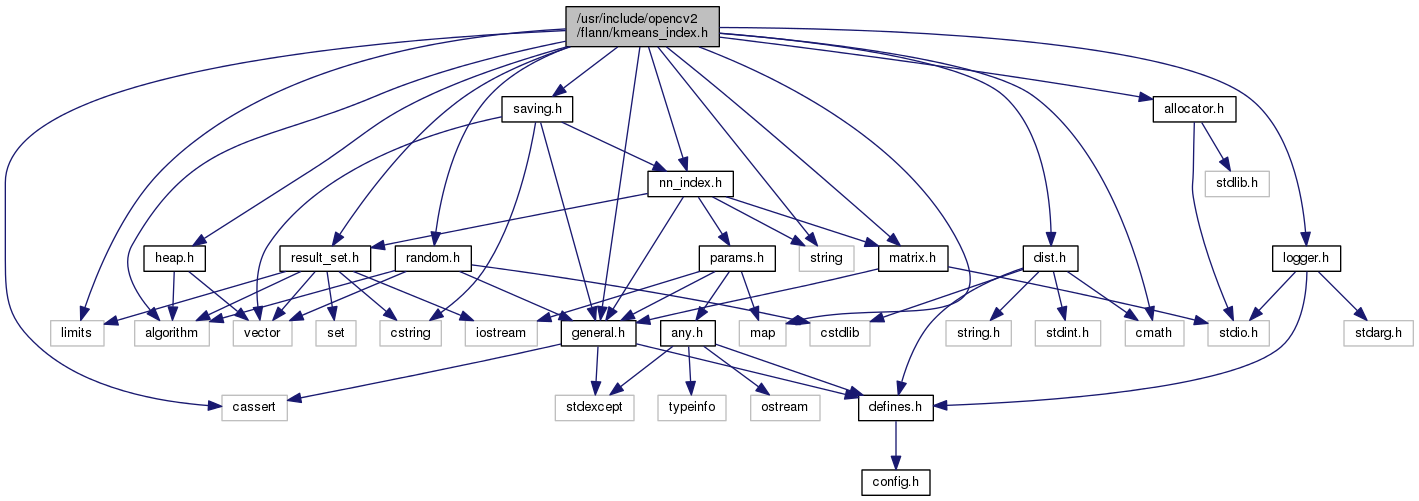 /usr/include/opencv2
/flann/kmeans_index.h
saving.h
allocator.h
nn_index.h
stdlib.h
heap.h
result_set.h
random.h
params.h
string
matrix.h
dist.h
logger.h
limits
algorithm
vector
set
cstring
iostream
general.h
any.h
map
cstdlib
string.h
stdint.h
cmath
stdio.h
stdarg.h
cassert
stdexcept
typeinfo
ostream
defines.h
config.h